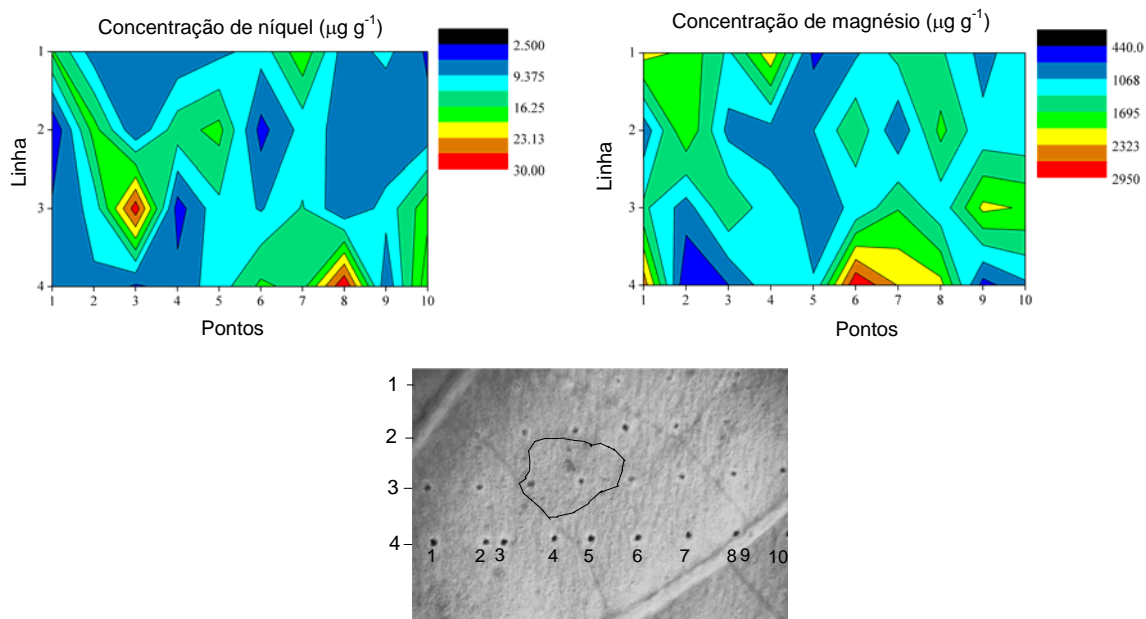 Concentração de níquel (µg g-1)
1
2
3
4
Linha
1 2 3 4 5 6 7 8 9 10
Pontos
2.500
9.375
16.25
23.13
30.00
Concentração de magnésio (µg g-1)
1
2
3
4
Linha
1 2 3 4 5 6 7 8 9 10
Pontos
440.0
1068
1695
2323
2950
1
2
3
4
1 2 3 4 5 6 7 8 9 10